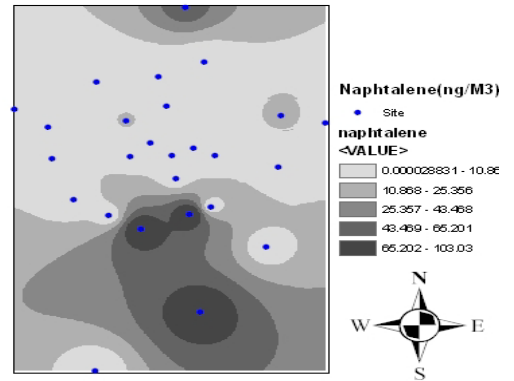 Naphtalene(ng/M3)
Site
naphtalene
<VALUE>
0.000028831 - 10.86
10.868 - 25.356
25.357 - 43.468
43.469 - 65.201
65.202 - 103.03
N
W
E
S